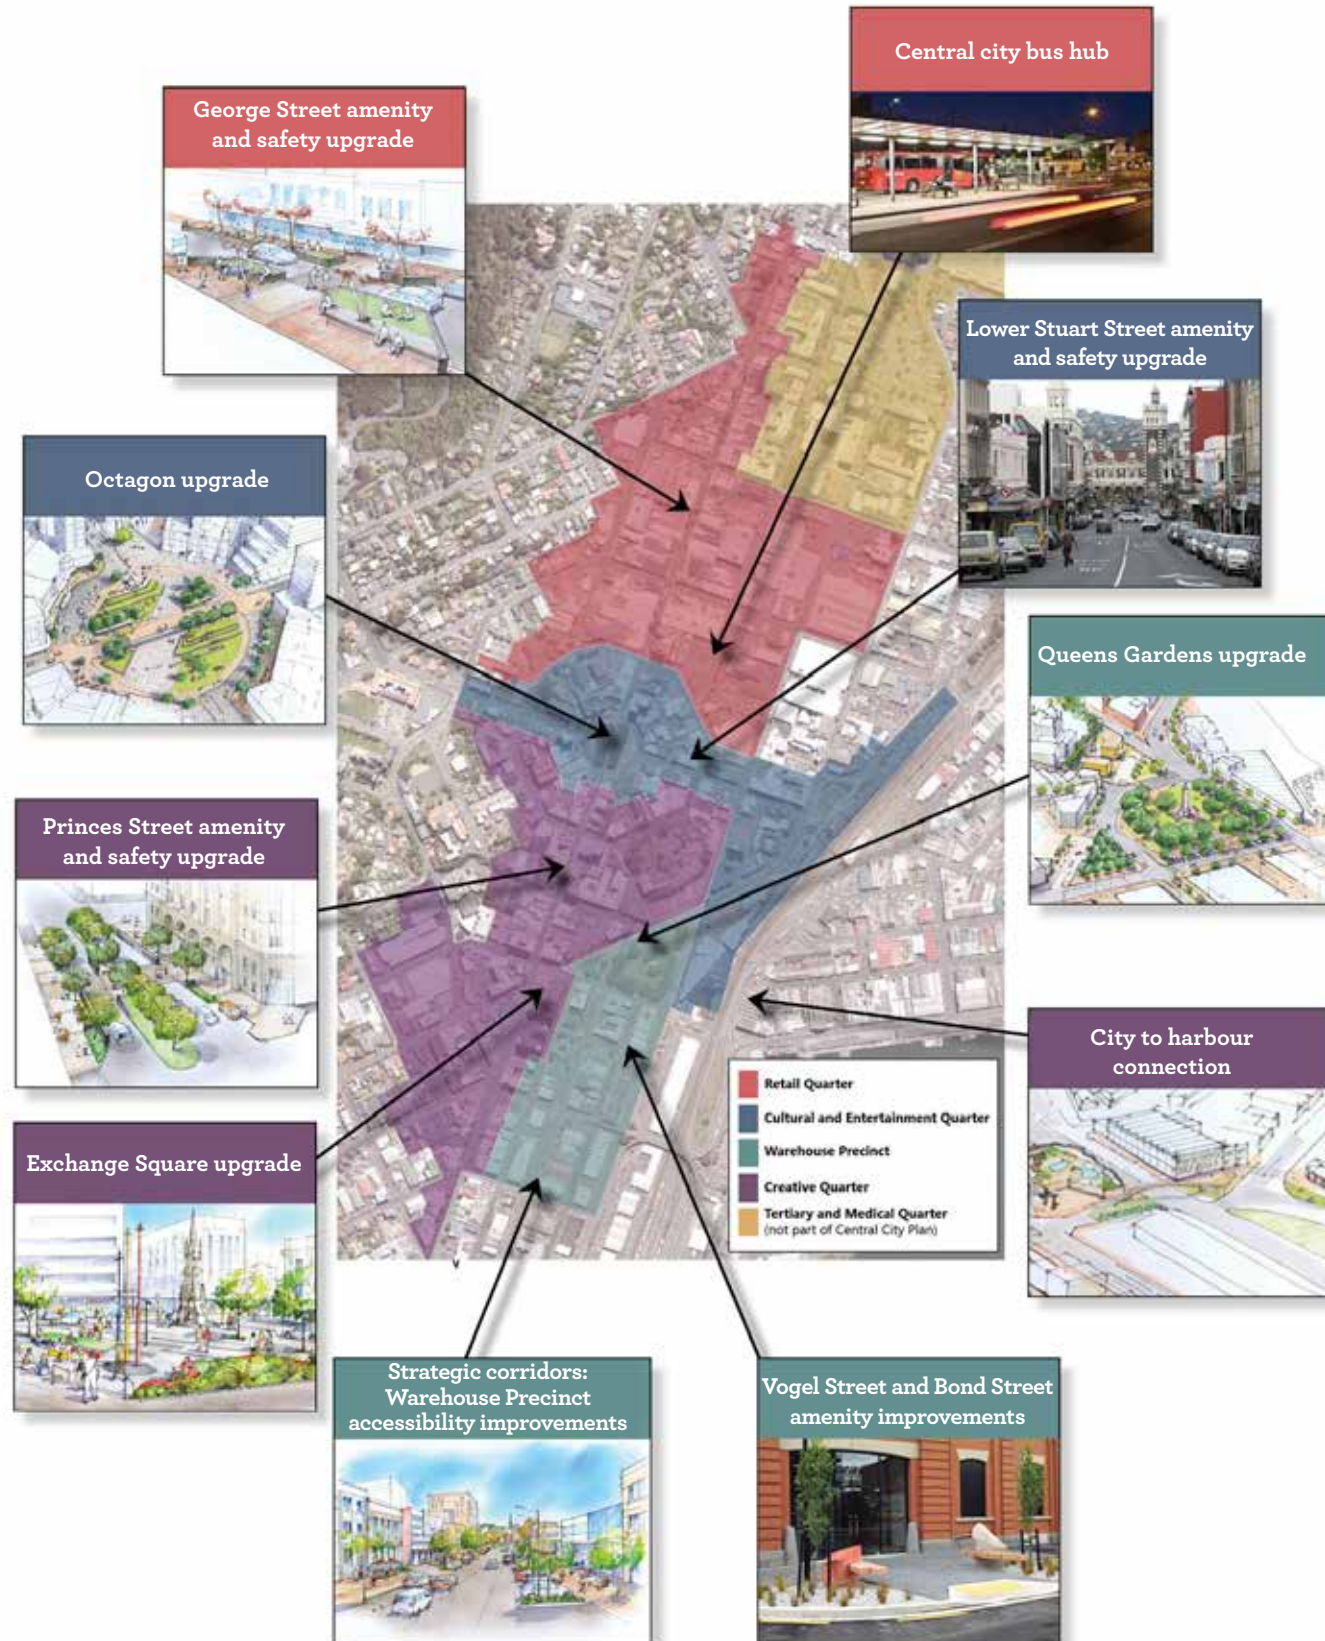 Central city bus hub
George Street amenity
and safety upgrade
Lower Stuart Street amenity
and safety upgrade
Octagon upgrade
Queens Gardens upgrade
Princes Street amenity
and safety upgrade
City to harbour
connection
Retail Quarter
Cultural and Entertainment Quarter
Warehouse Precinct
Creative Quarter
Tertiary and Medical Quarter
(not part of Central City Plan)
Exchange Square upgrade
Strategic corridors:
Warehouse Precinct
accessibility improvements
Vogel Street and Bond Street
amenity improvements